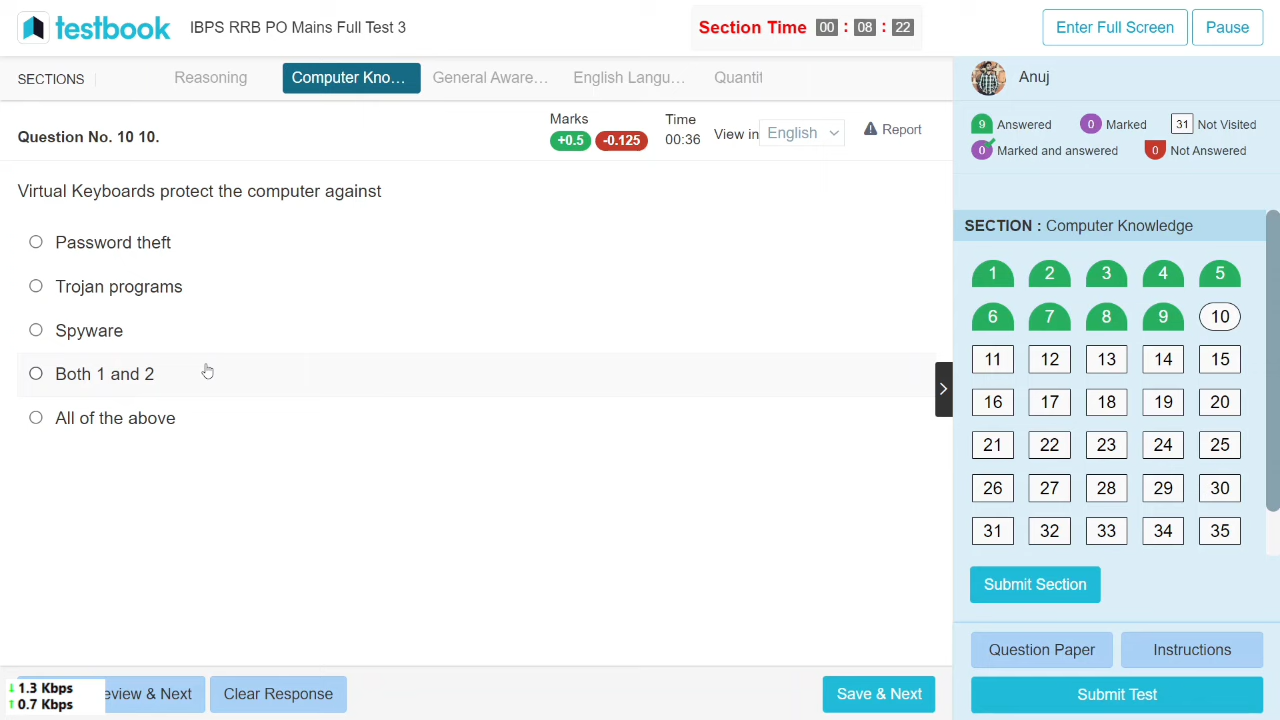 testbook
IBPS RRB PO Mains Full Test 3
Section Time 00 : 08 : 22
Enter Full Screen
Pause
SECTIONS
Reasoning
Computer Kno...
General Aware...
English Langu...
Quantit
Anuj
Question No. 10 10.
Marks
+0.5 -0.125
Time
00:36
View in English
Report
9 Answered
0 Marked
31 Not Visited
0 Marked and answered
0 Not Answered
Virtual Keyboards protect the computer against
Password theft
Trojan programs
Spyware
Both 1 and 2
All of the above
SECTION : Computer Knowledge
1 2 3 4 5
6 7 8 9 10
11 12 13 14 15
16 17 18 19 20
21 22 23 24 25
26 27 28 29 30
31 32 33 34 35
Submit Section
Question Paper
Instructions
Submit Test
1.3 Kbps
0.7 Kbps
eview & Next
Clear Response
Save & Next